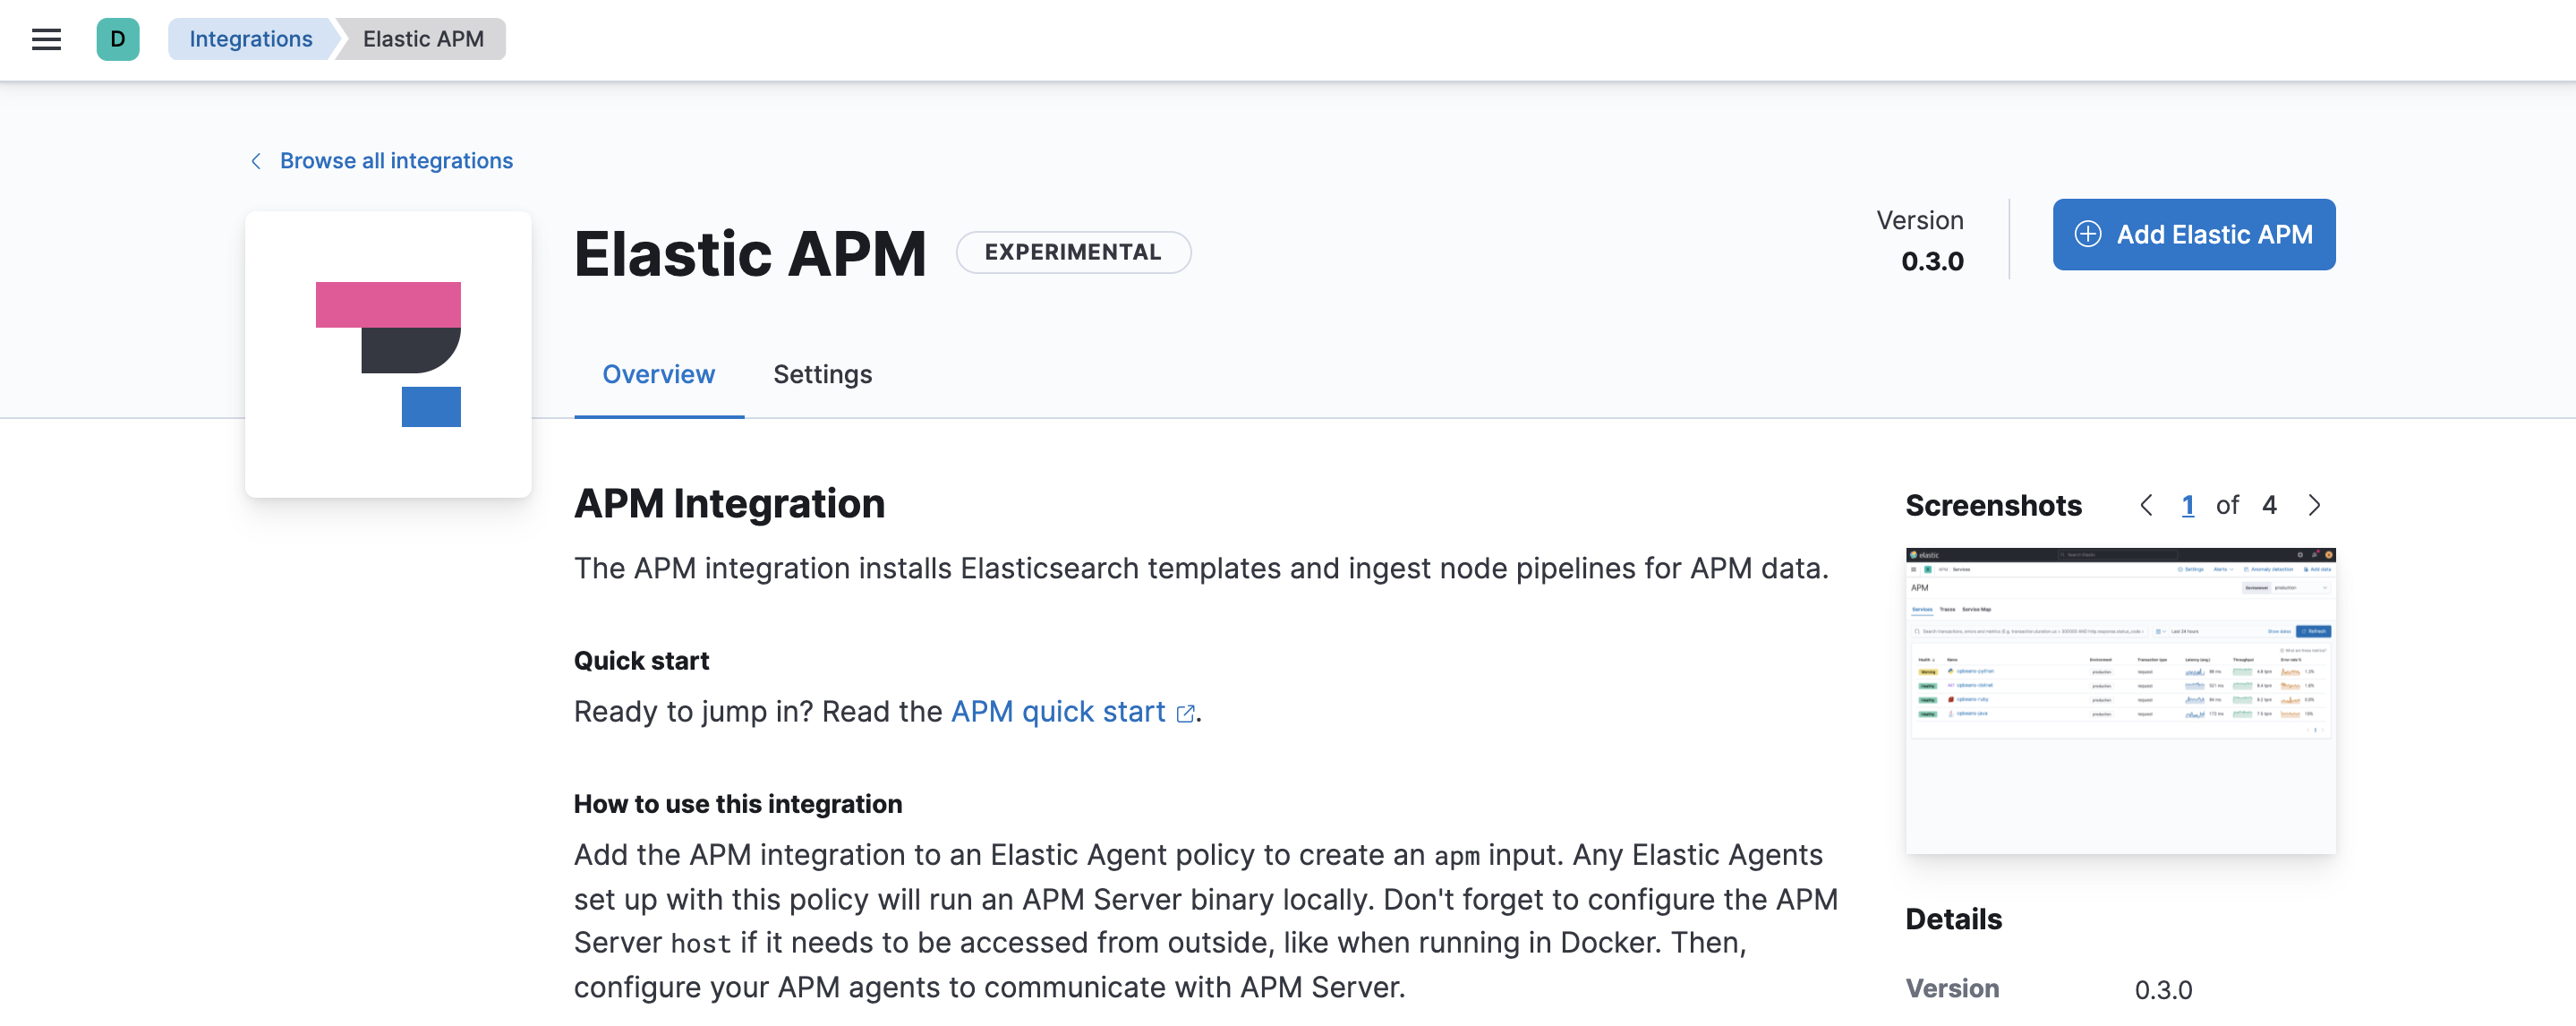 D Integrations Elastic APM
Browse all integrations
Elastic APM EXPERIMENTAL
Version
0.3.0
Add Elastic APM
Overview Settings
APM Integration
The APM integration installs Elasticsearch templates and ingest node pipelines for APM data.
Quick start
Ready to jump in? Read the APM quick start.
How to use this integration
Add the APM integration to an Elastic Agent policy to create an apm input. Any Elastic Agents
set up with this policy will run an APM Server binary locally. Don't forget to configure the APM
Server host if it needs to be accessed from outside, like when running in Docker. Then,
configure your APM agents to communicate with APM Server.
Screenshots 1 of 4
elastic
APM
Services Traces Service Map
Details
Version 0.3.0